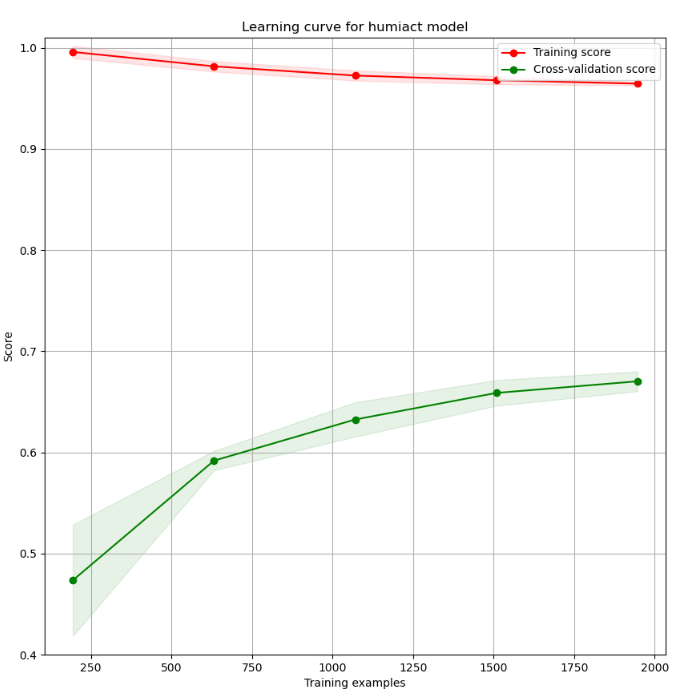 Learning curve for humiact model
Training score
Cross-validation score
1.0
0.9
0.8
0.7
0.6
0.5
0.4
Score
250 500 750 1000 1250 1500 1750 2000
Training examples